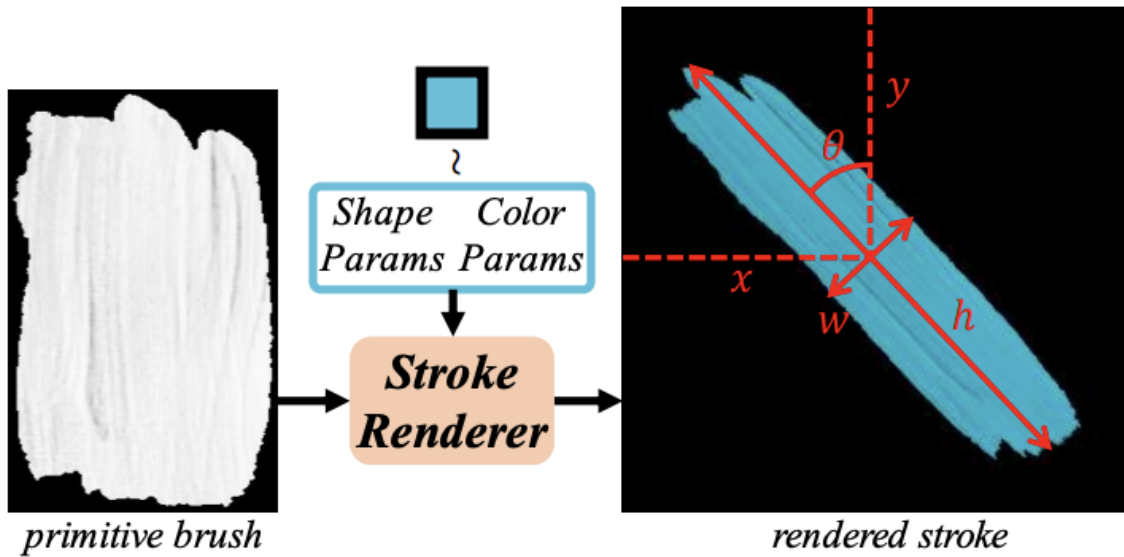 Shape Color
Params Params
Stroke
Renderer
primitive brush
y
θ
x
w
h
rendered stroke